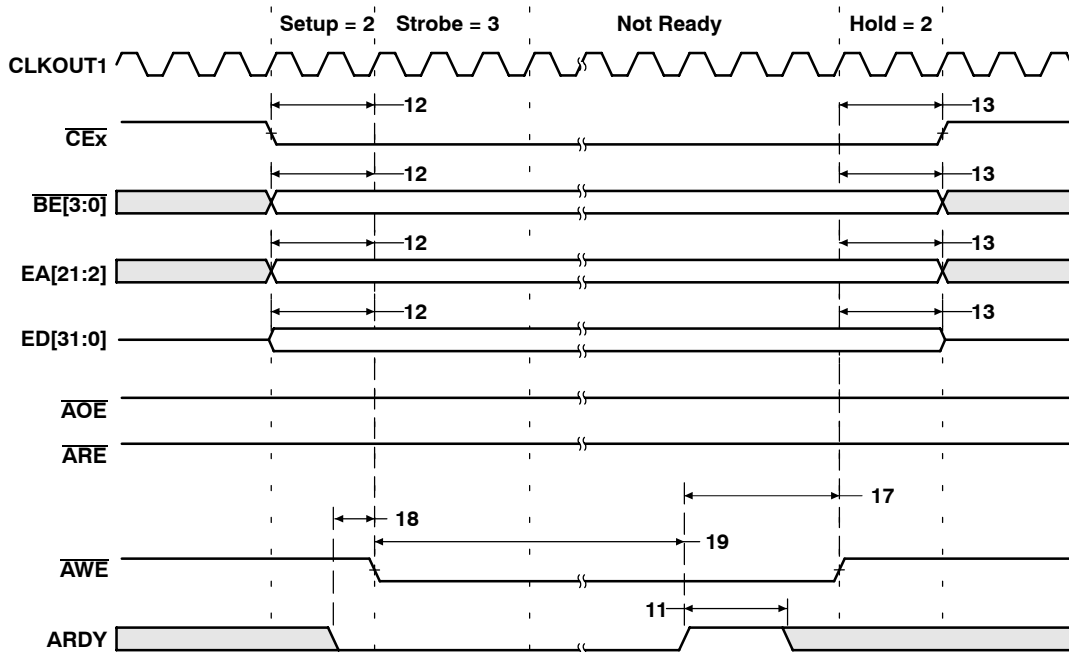 Setup = 2 Strobe = 3 Not Ready Hold = 2
CLKOUT1
12 13
CEx
12 13
BE[3:0]
12 13
EA[21:2]
12 13
ED[31:0]
AOE
ARE
17
18
19
AWE
11
ARDY